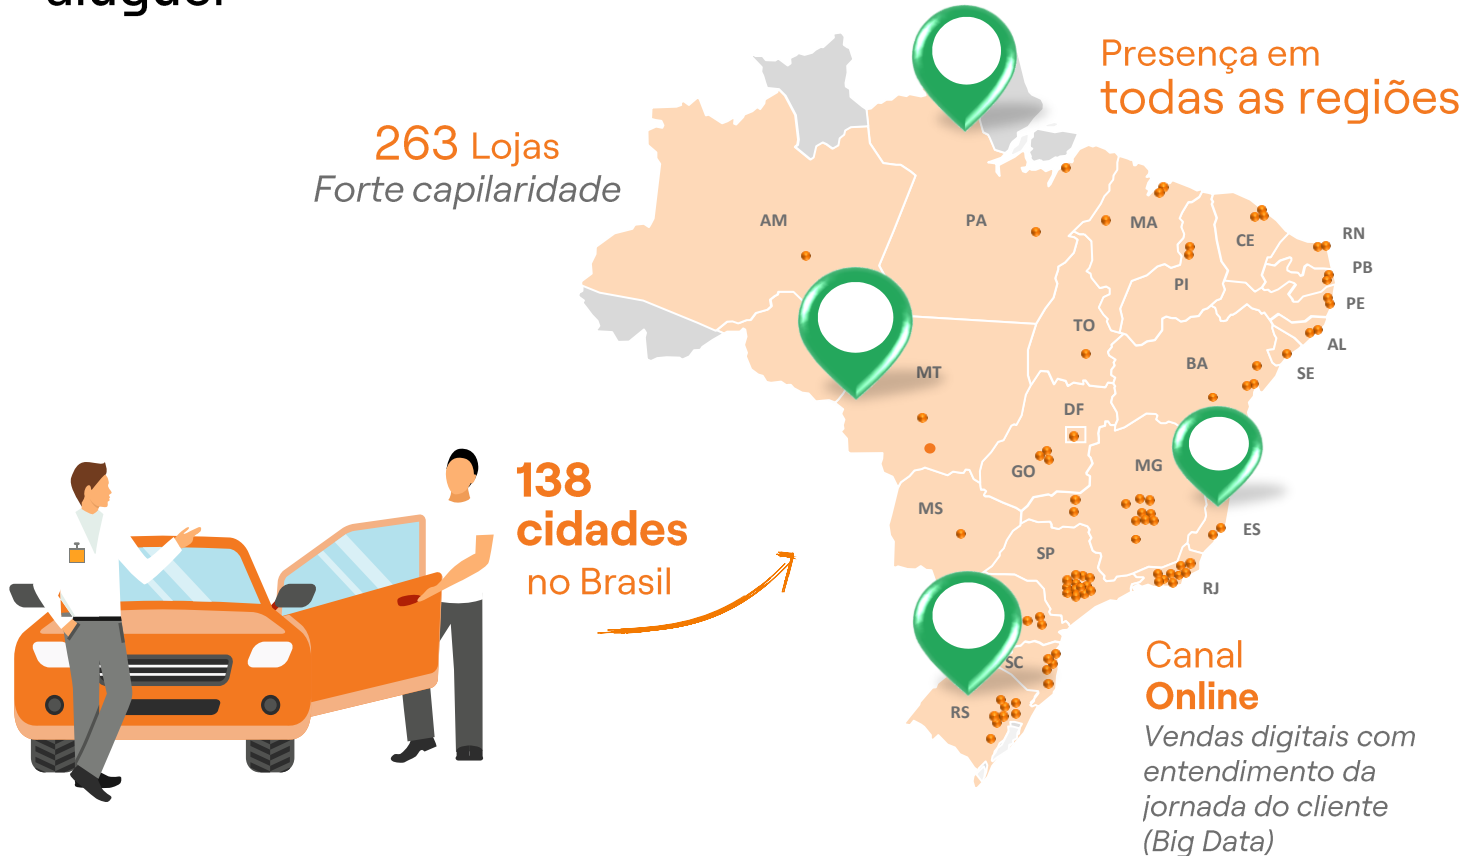 263 Lojas
Forte capilaridade
Presença em
todas as regiões
AM
PA
MA
CE
RN
PB
PE
PI
AL
TO
BA
SE
MT
DF
GO
MG
MS
ES
SP
RJ
SC
RS
138
cidades
no Brasil
Canal
Online
Vendas digitais com
entendimento da
jornada do cliente
(Big Data)